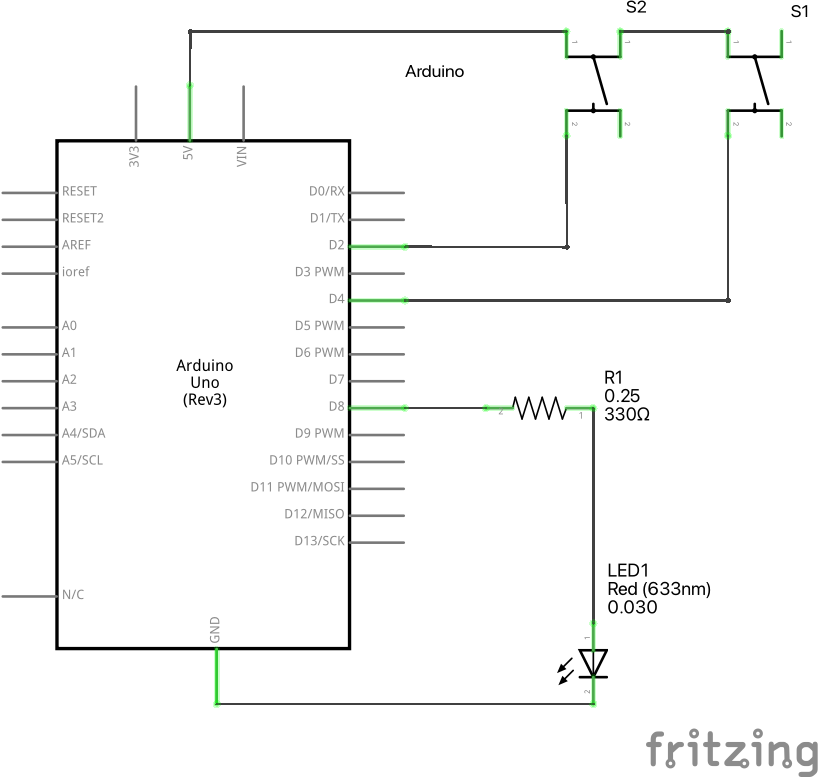 S2
S1
1
1
1
1
Arduino
2
2
2
2
3V3
5V
VIN
RESET
D0/RX
RESET2
D1/TX
AREF
D2
ioref
D3 PWM
D4
A0
D5 PWM
A1
D6 PWM
Arduino
Uno
(Rev3)
A2
D7
A3
D8
A4/SDA
D9 PWM
A5/SCL
D10 PWM/SS
D11 PWM/MOSI
D12/MISO
D13/SCK
N/C
GND
R1
0.25
330Ω
2
1
LED1
Red (633nm)
0.030
1
2
fritzing